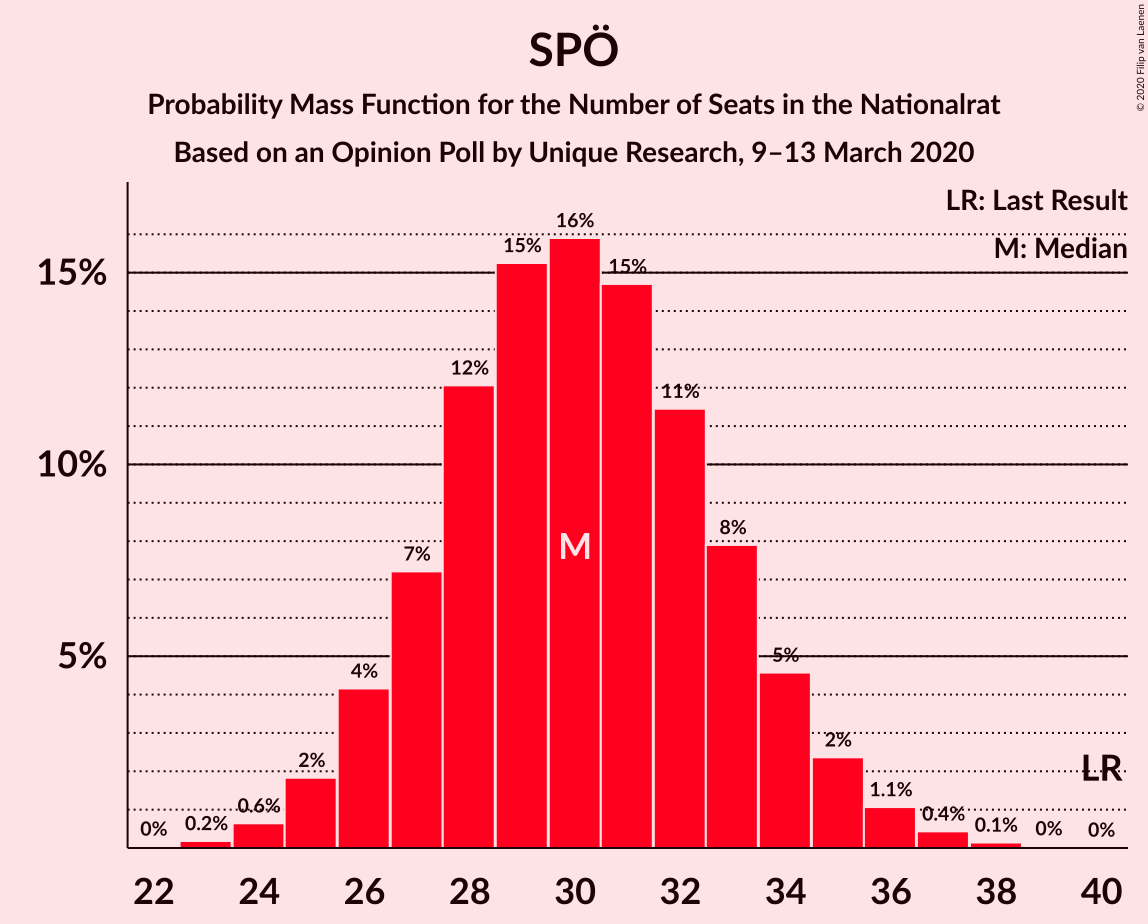 SPÖ
Probability Mass Function for the Number of Seats in the Nationalrat
Based on an Opinion Poll by Unique Research, 9–13 March 2020
© 2020 Filip van Laenen
LR: Last Result
M: Median
15%
10%
5%
0%
0.2%
0.6%
2%
4%
7%
12%
15%
16%
15%
11%
8%
5%
2%
1.1%
0.4%
0.1%
0%
0%
M
LR
22 24 26 28 30 32 34 36 38 40